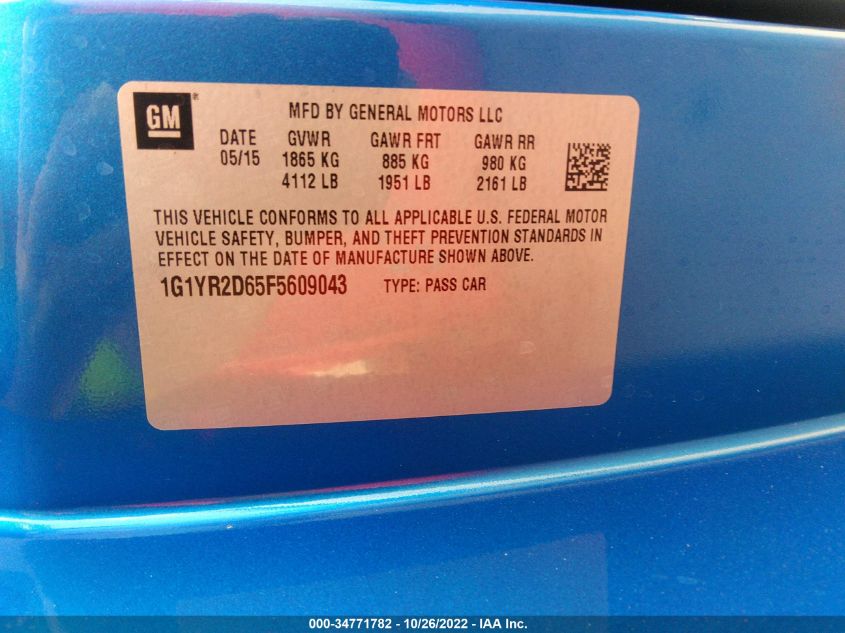 GM®
MFD BY GENERAL MOTORS LLC
DATE GVWR GAWR FRT GAWR RR
05/15 1865 KG 885 KG 980 KG
4112 LB 1951 LB 2161 LB
THIS VEHICLE CONFORMS TO ALL APPLICABLE U.S. FEDERAL MOTOR
VEHICLE SAFETY, BUMPER, AND THEFT PREVENTION STANDARDS IN
EFFECT ON THE DATE OF MANUFACTURE SHOWN ABOVE.
1G1YR2D65F5609043 TYPE: PASS CAR
000-34771782 - 10/26/2022 - IAA Inc.